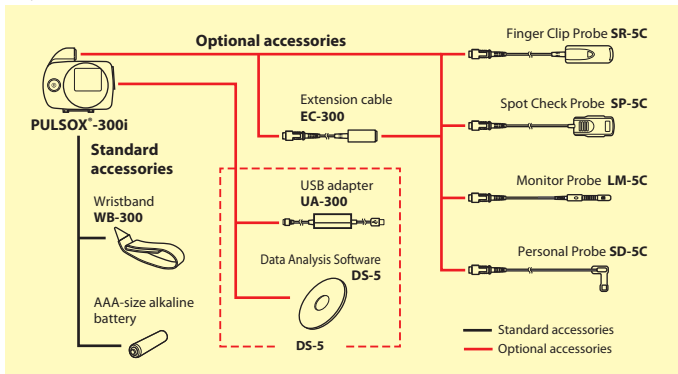 Optional accessories
PULSOX®-300i
Standard
accessories
Wristband
WB-300
AAA-size alkaline
battery
Extension cable
EC-300
USB adapter
UA-300
Data Analysis Software
DS-5
DS-5
Finger Clip Probe SR-5C
Spot Check Probe SP-5C
Monitor Probe LM-5C
Personal Probe SD-5C
Standard accessories
Optional accessories